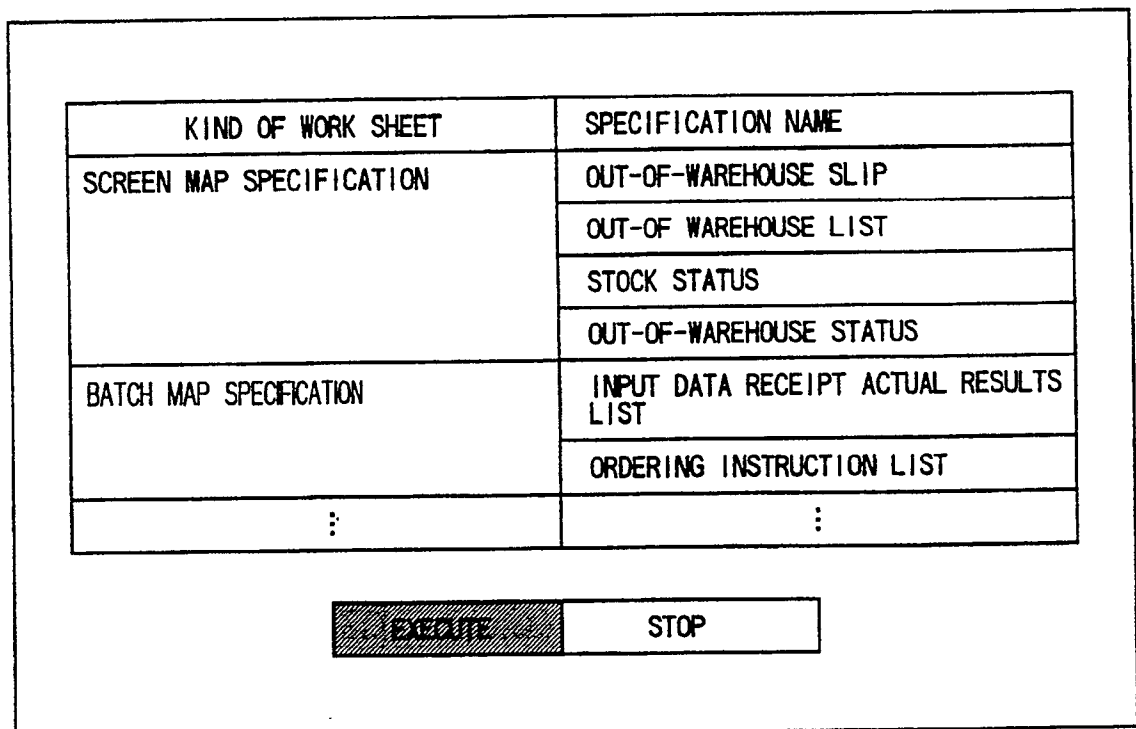 KIND OF WORK SHEET
SPECIFICATION NAME
SCREEN MAP SPECIFICATION
OUT-OF-WAREHOUSE SLIP
OUT-OF WAREHOUSE LIST
STOCK STATUS
OUT-OF-WAREHOUSE STATUS
BATCH MAP SPECIFICATION
INPUT DATA RECEIPT ACTUAL RESULTS
LIST
ORDERING INSTRUCTION LIST
⋮
⋮
EXECUTE
STOP